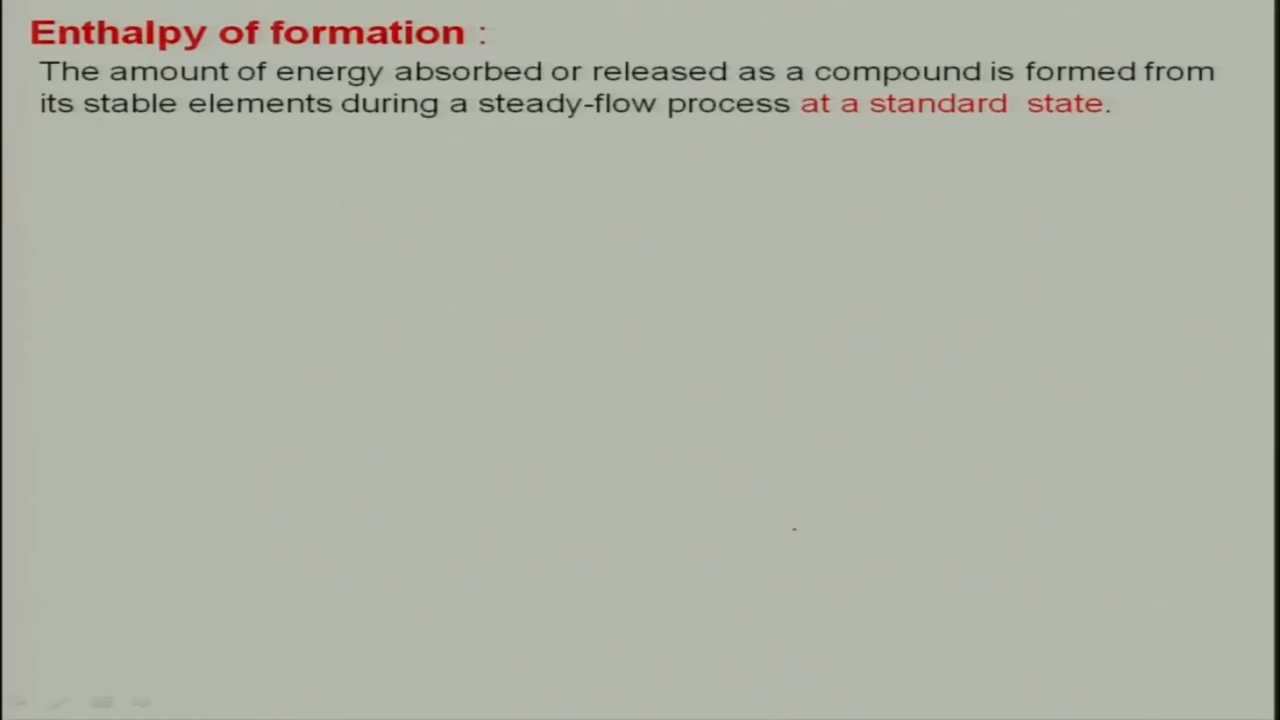 Enthalpy of formation :
The amount of energy absorbed or released as a compound is formed from
its stable elements during a steady-flow process at a standard state.